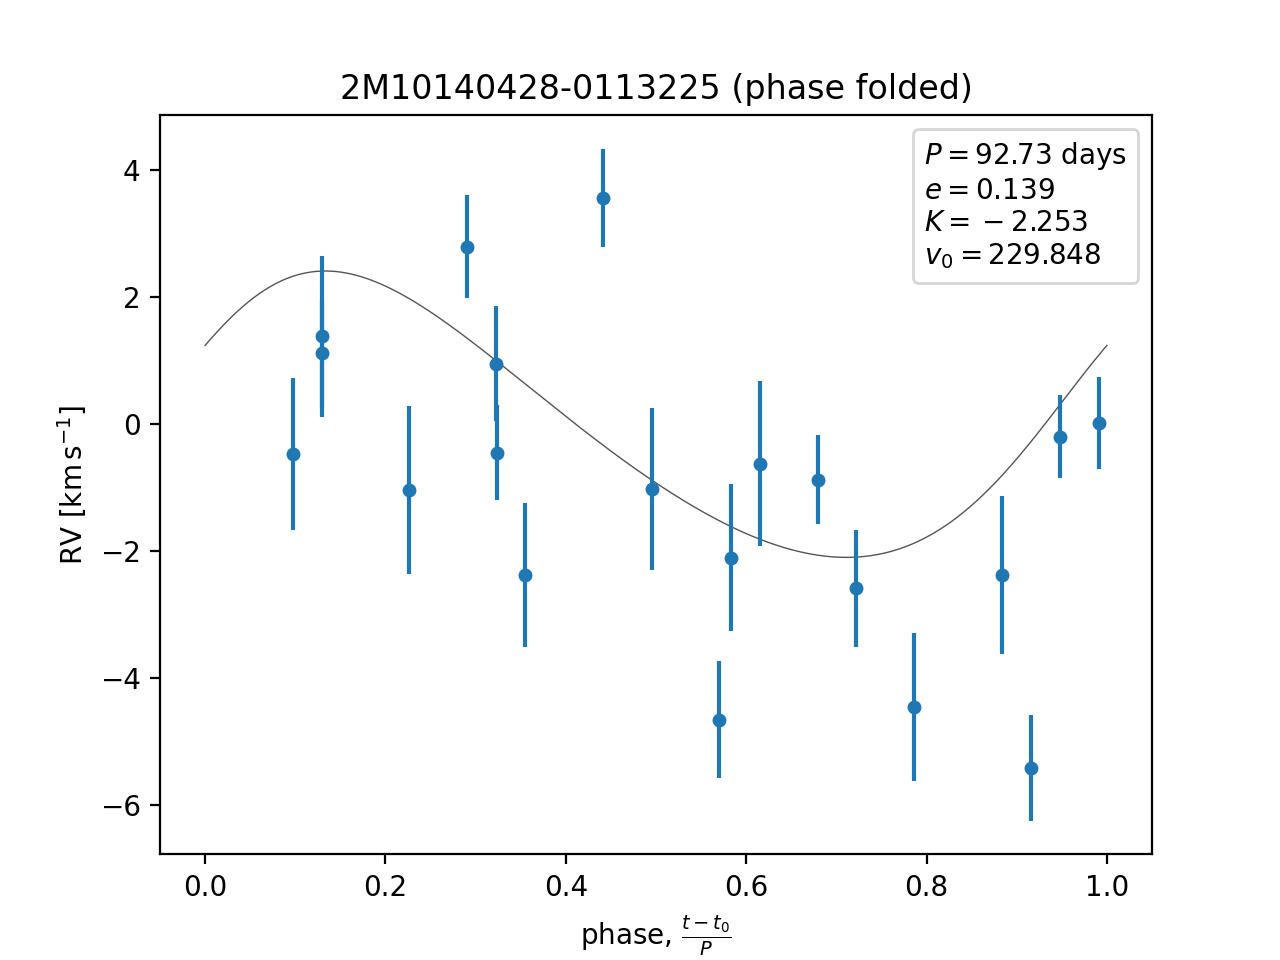 2M10140428-0113225 (phase folded)
P = 92.73 days
e = 0.139
K = −2.253
v₀ = 229.848
RV [km s⁻¹]
4
2
0
−2
−4
−6
0.0 0.2 0.4 0.6 0.8 1.0
phase, (t − t₀)/P